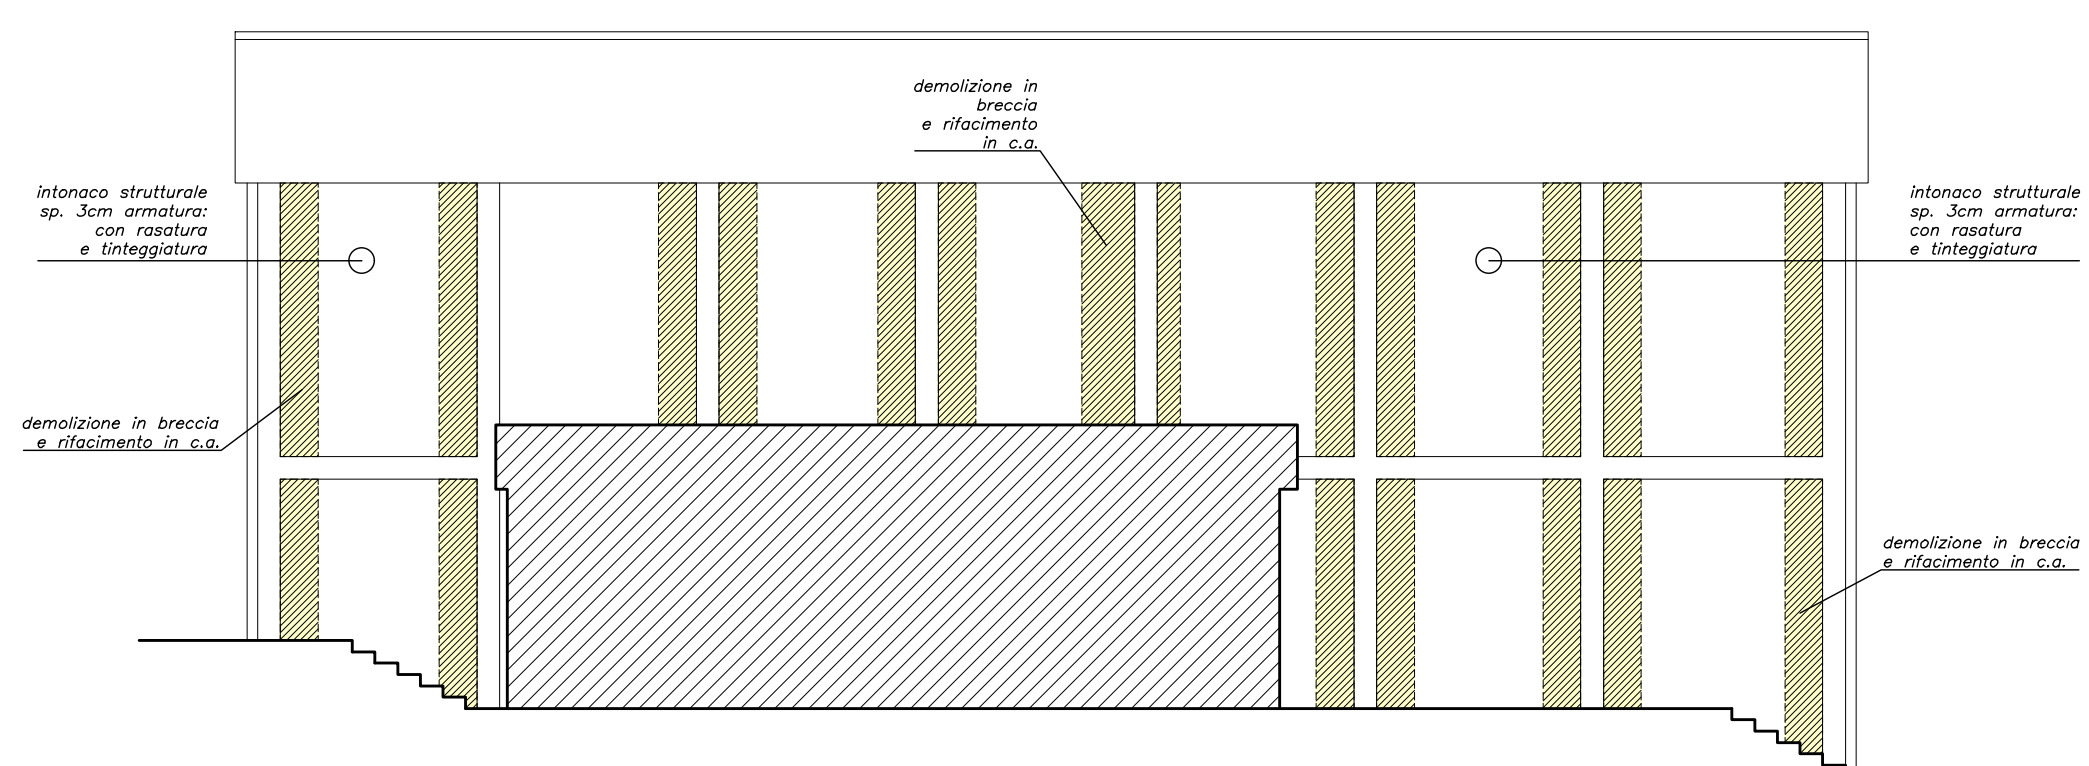 demolizione in
breccia
e rifacimento
in c.a.
intonaco strutturale
sp. 3cm armatura:
con rasatura
e tinteggiatura
intonaco strutturale
sp. 3cm armatura:
con rasatura
e tinteggiatura
demolizione in breccia
e rifacimento in c.a.
demolizione in breccia
e rifacimento in c.a.